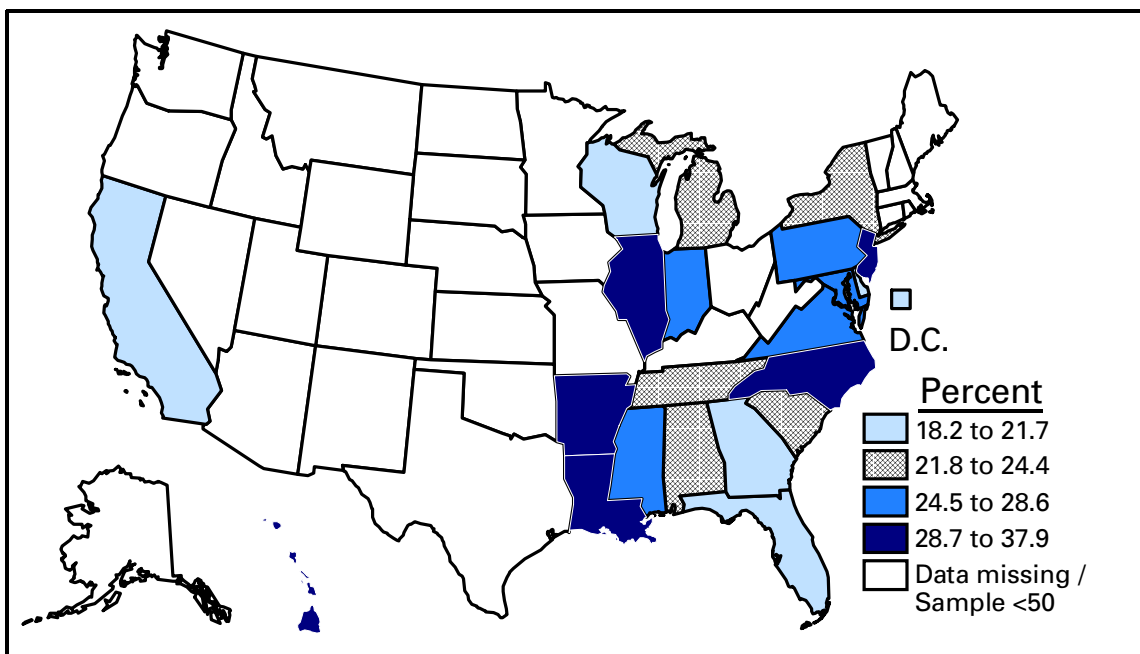 D.C.
Percent
18.2 to 21.7
21.8 to 24.4
24.5 to 28.6
28.7 to 37.9
Data missing /
Sample <50